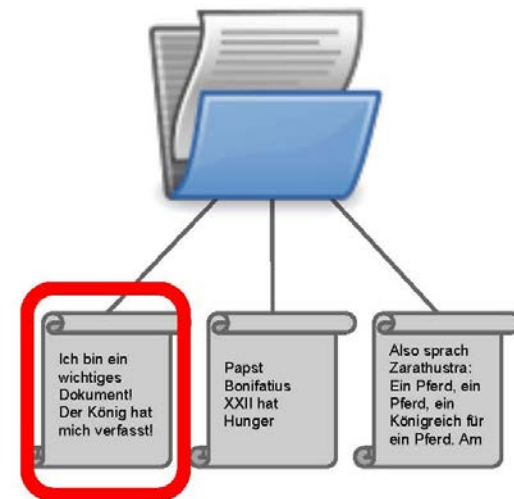 Ich bin ein
wichtiges
Dokument!
Der König hat
mich verfasst!
Papst
Bonifatius
XXII hat
Hunger
Also sprach
Zarathustra:
Ein Pferd, ein
Pferd, ein
Königreich für
ein Pferd. Am